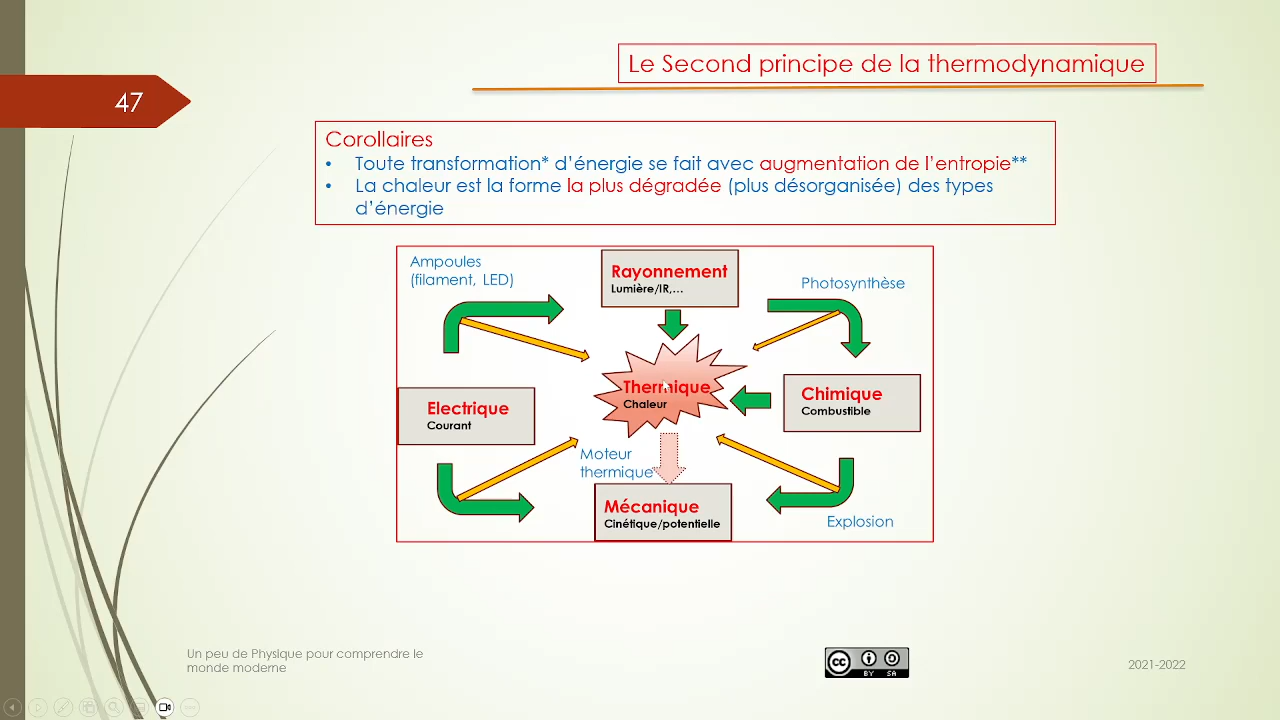 Le Second principe de la thermodynamique
47
Corollaires
• Toute transformation* d’énergie se fait avec augmentation de l’entropie**
• La chaleur est la forme la plus dégradée (plus désorganisée) des types
d’énergie
Ampoules
(filament, LED)
Rayonnement
Lumière/IR,...
Photosynthèse
Thermique
Chaleur
Chimique
Combustible
Electrique
Courant
Moteur
thermique
Mécanique
Cinétique/potentielle
Explosion
Un peu de Physique pour comprendre le
monde moderne
cc
BY SA
2021-2022